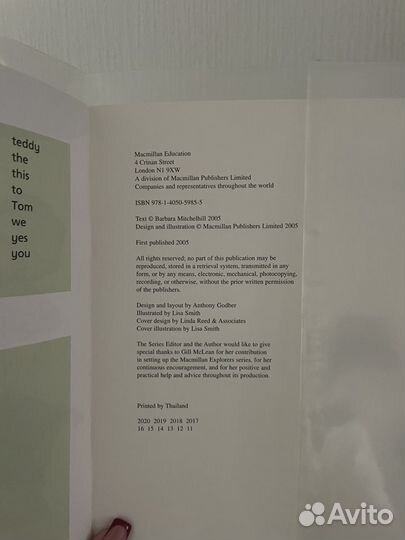 teddy
the
this
to
Tom
we
yes
you
Macmillan Education
4 Crinan Street
London N1 9XW
A division of Macmillan Publishers Limited
Companies and representatives throughout the world
ISBN 978-1-4050-5985-5
Text © Barbara Mitchelhill 2005
Design and illustration © Macmillan Publishers Limited 2005
First published 2005
All rights reserved; no part of this publication may be
reproduced, stored in a retrieval system, transmitted in any
form, or by any means, electronic, mechanical, photocopying,
recording, or otherwise, without the prior written permission
of the publishers.
Design and layout by Anthony Godber
Illustrated by Lisa Smith
Cover design by Linda Reed & Associates
Cover illustration by Lisa Smith
The Series Editor and the Author would like to give
special thanks to Gill McLean for her contribution
in setting up the Macmillan Explorers series, for her
continuous encouragement, and for her positive and
practical help and advice throughout its production.
Printed by Thailand
2020 2019 2018 2017
16 15 14 13 12 11
Avito